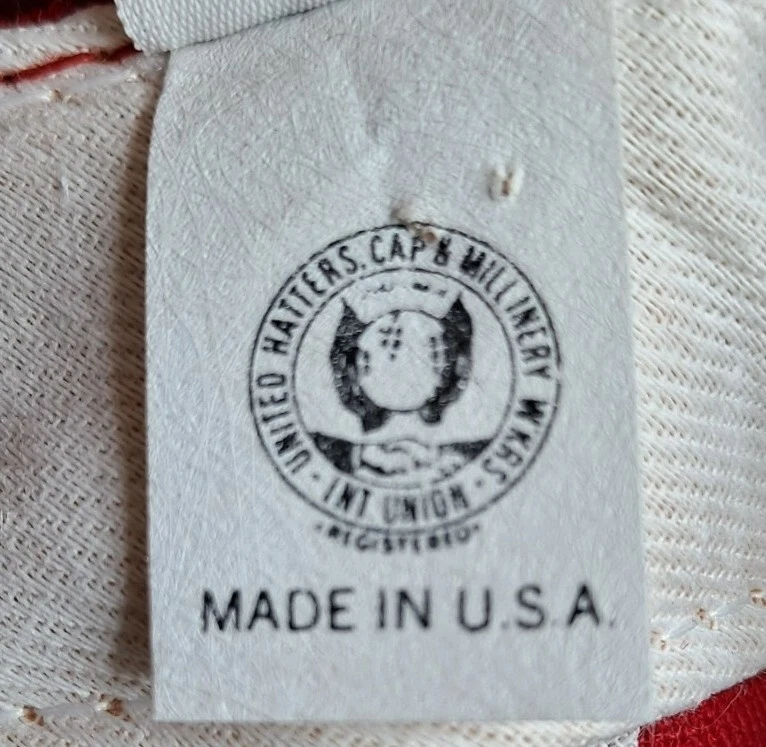 UNITED HATTERS, CAP & MILLINERY WKRS
· INT UNION ·
·REGISTERED·
MADE IN U.S.A.